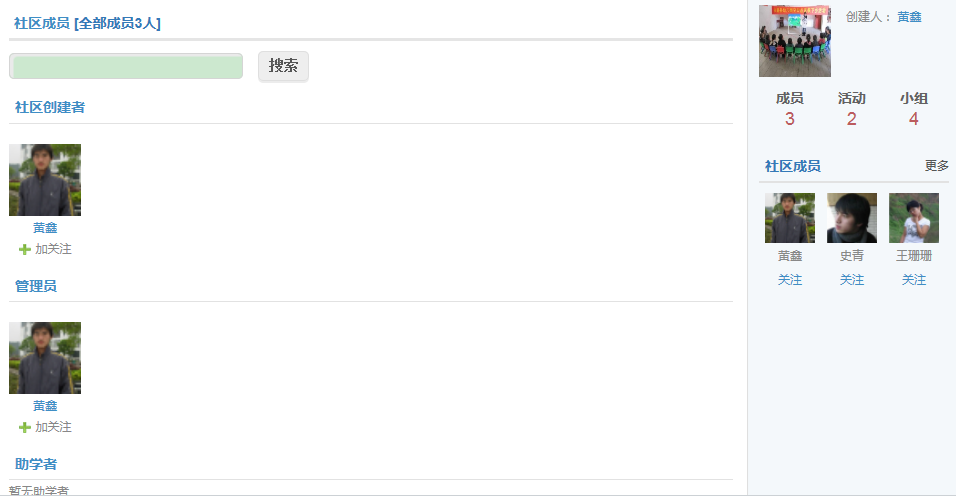 社区成员 [全部成员3人]
搜索
社区创建者
黄鑫
加关注
管理员
黄鑫
加关注
助学者
暂无助学者
创建人： 黄鑫
成员 活动 小组
3 2 4
社区成员 更多
黄鑫 史青 王珊珊
关注 关注 关注